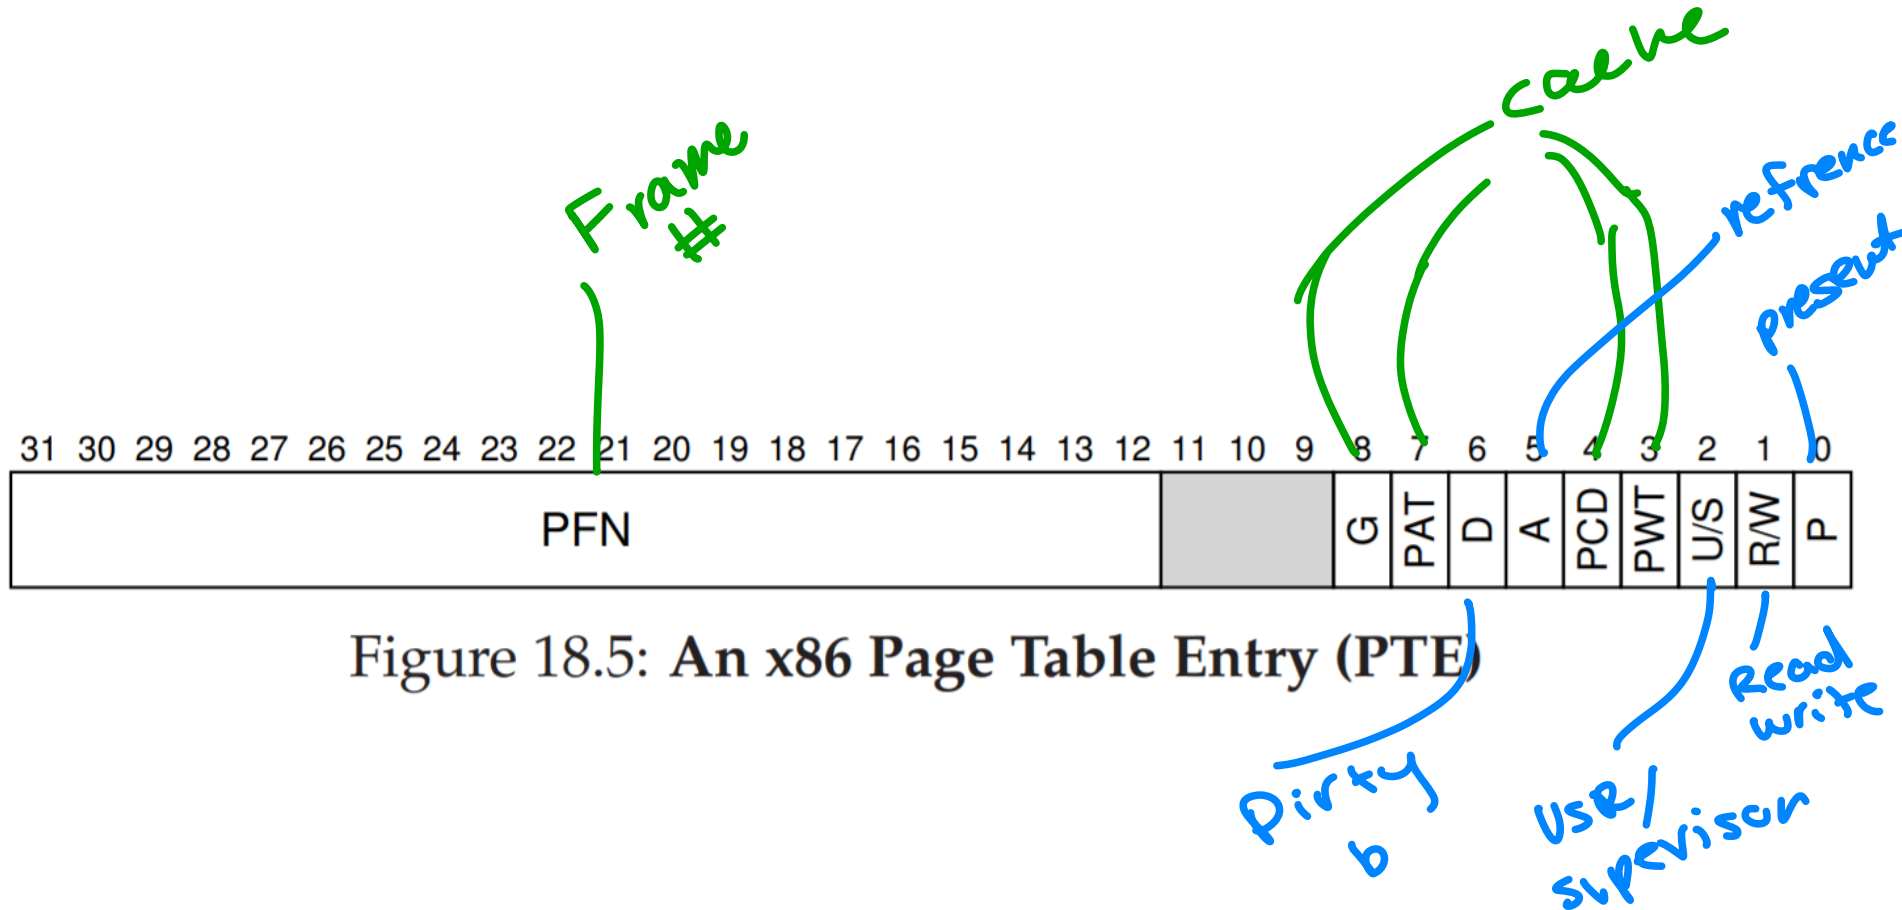 cache
Frame
#
refrence
present
31 30 29 28 27 26 25 24 23 22 21 20 19 18 17 16 15 14 13 12 11 10 9 8 7 6 5 4 3 2 1 0
PFN G PAT D A PCD PWT U/S R/W P
Figure 18.5: An x86 Page Table Entry (PTE)
Read
write
Dirty
b
USR/
supervisor